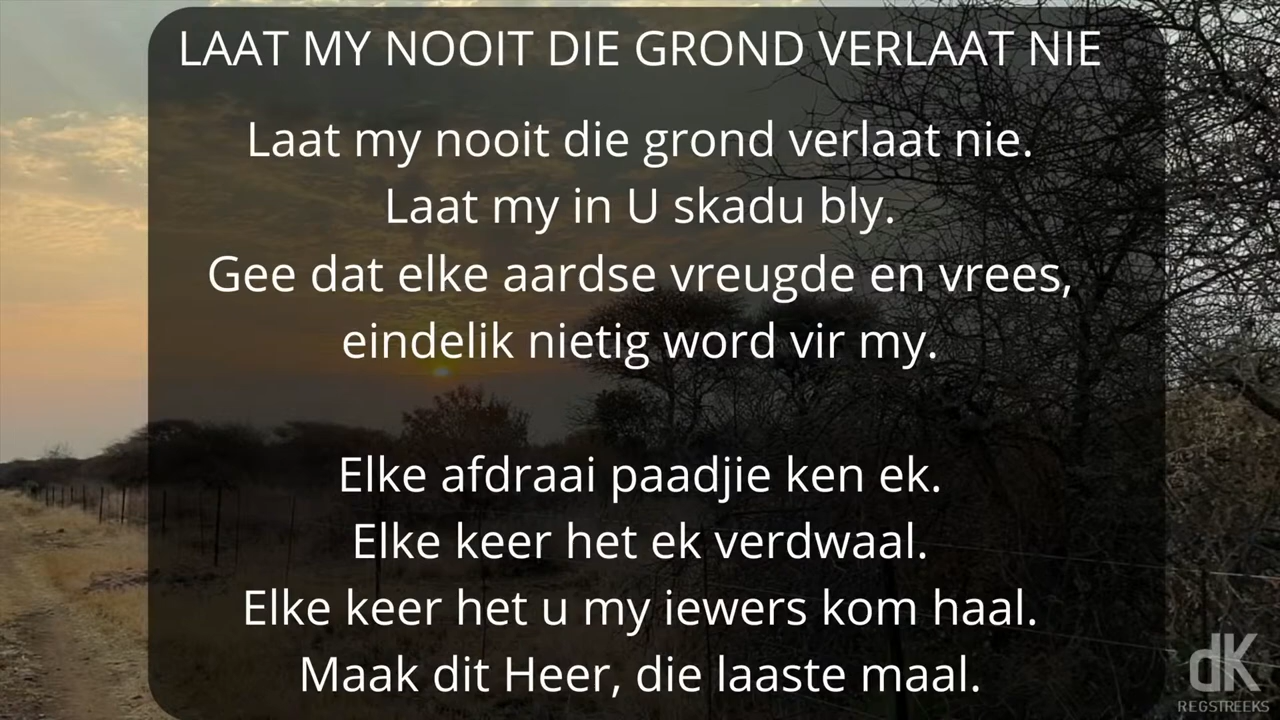 LAAT MY NOOIT DIE GROND VERLAAT NIE
Laat my nooit die grond verlaat nie.
Laat my in U skadu bly.
Gee dat elke aardse vreugde en vrees,
eindelik nietig word vir my.
Elke afdraai paadjie ken ek.
Elke keer het ek verdwaal.
Elke keer het u my iewers kom haal.
Maak dit Heer, die laaste maal.
dK
REGSTREEKS